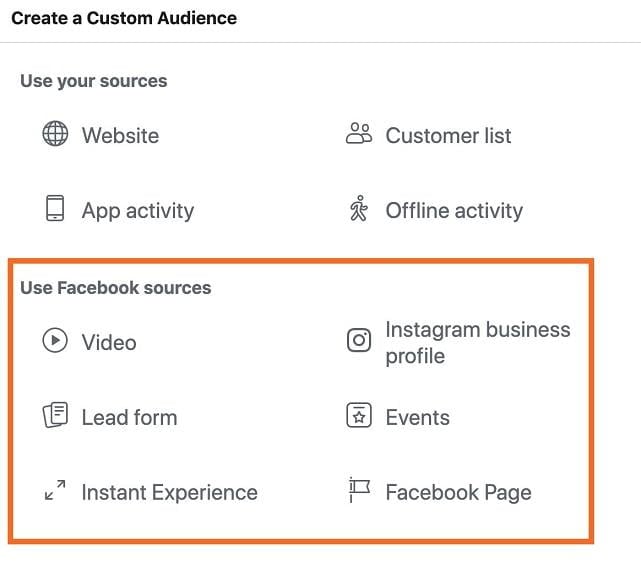 Create a Custom Audience
Use your sources
Website
Customer list
App activity
Offline activity
Use Facebook sources
Video
Instagram business
profile
Lead form
Events
Instant Experience
Facebook Page